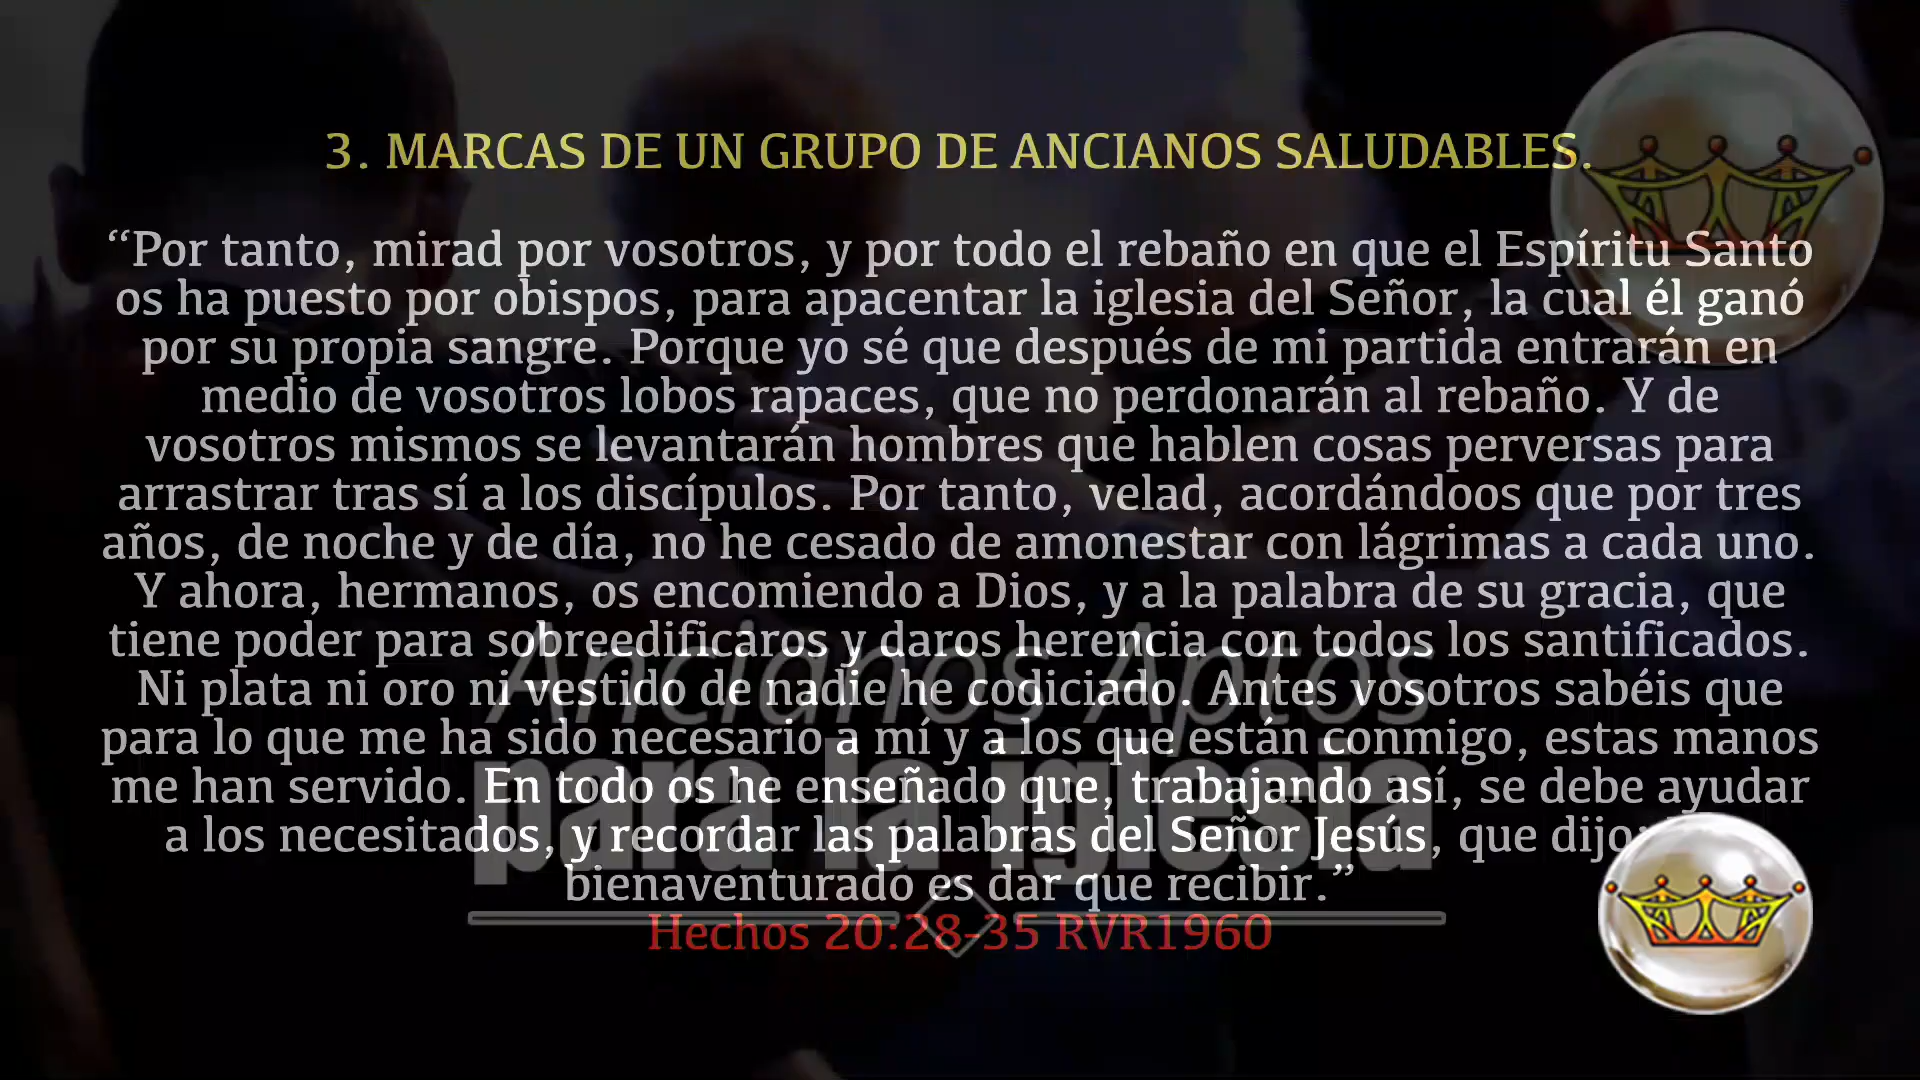 3. MARCAS DE UN GRUPO DE ANCIANOS SALUDABLES.
“Por tanto, mirad por vosotros, y por todo el rebaño en que el Espíritu Santo
os ha puesto por obispos, para apacentar la iglesia del Señor, la cual él ganó
por su propia sangre. Porque yo sé que después de mi partida entrarán en
medio de vosotros lobos rapaces, que no perdonarán al rebaño. Y de
vosotros mismos se levantarán hombres que hablen cosas perversas para
arrastrar tras sí a los discípulos. Por tanto, velad, acordándoos que por tres
años, de noche y de día, no he cesado de amonestar con lágrimas a cada uno.
Y ahora, hermanos, os encomiendo a Dios, y a la palabra de su gracia, que
tiene poder para sobreedificaros y daros herencia con todos los santificados.
Ni plata ni oro ni vestido de nadie he codiciado. Antes vosotros sabéis que
para lo que me ha sido necesario a mí y a los que están conmigo, estas manos
me han servido. En todo os he enseñado que, trabajando así, se debe ayudar
a los necesitados, y recordar las palabras del Señor Jesús, que dijo:
bienaventurado es dar que recibir.”
Hechos 20:28-35 RVR1960
Ancianos Aptos
para la iglesia